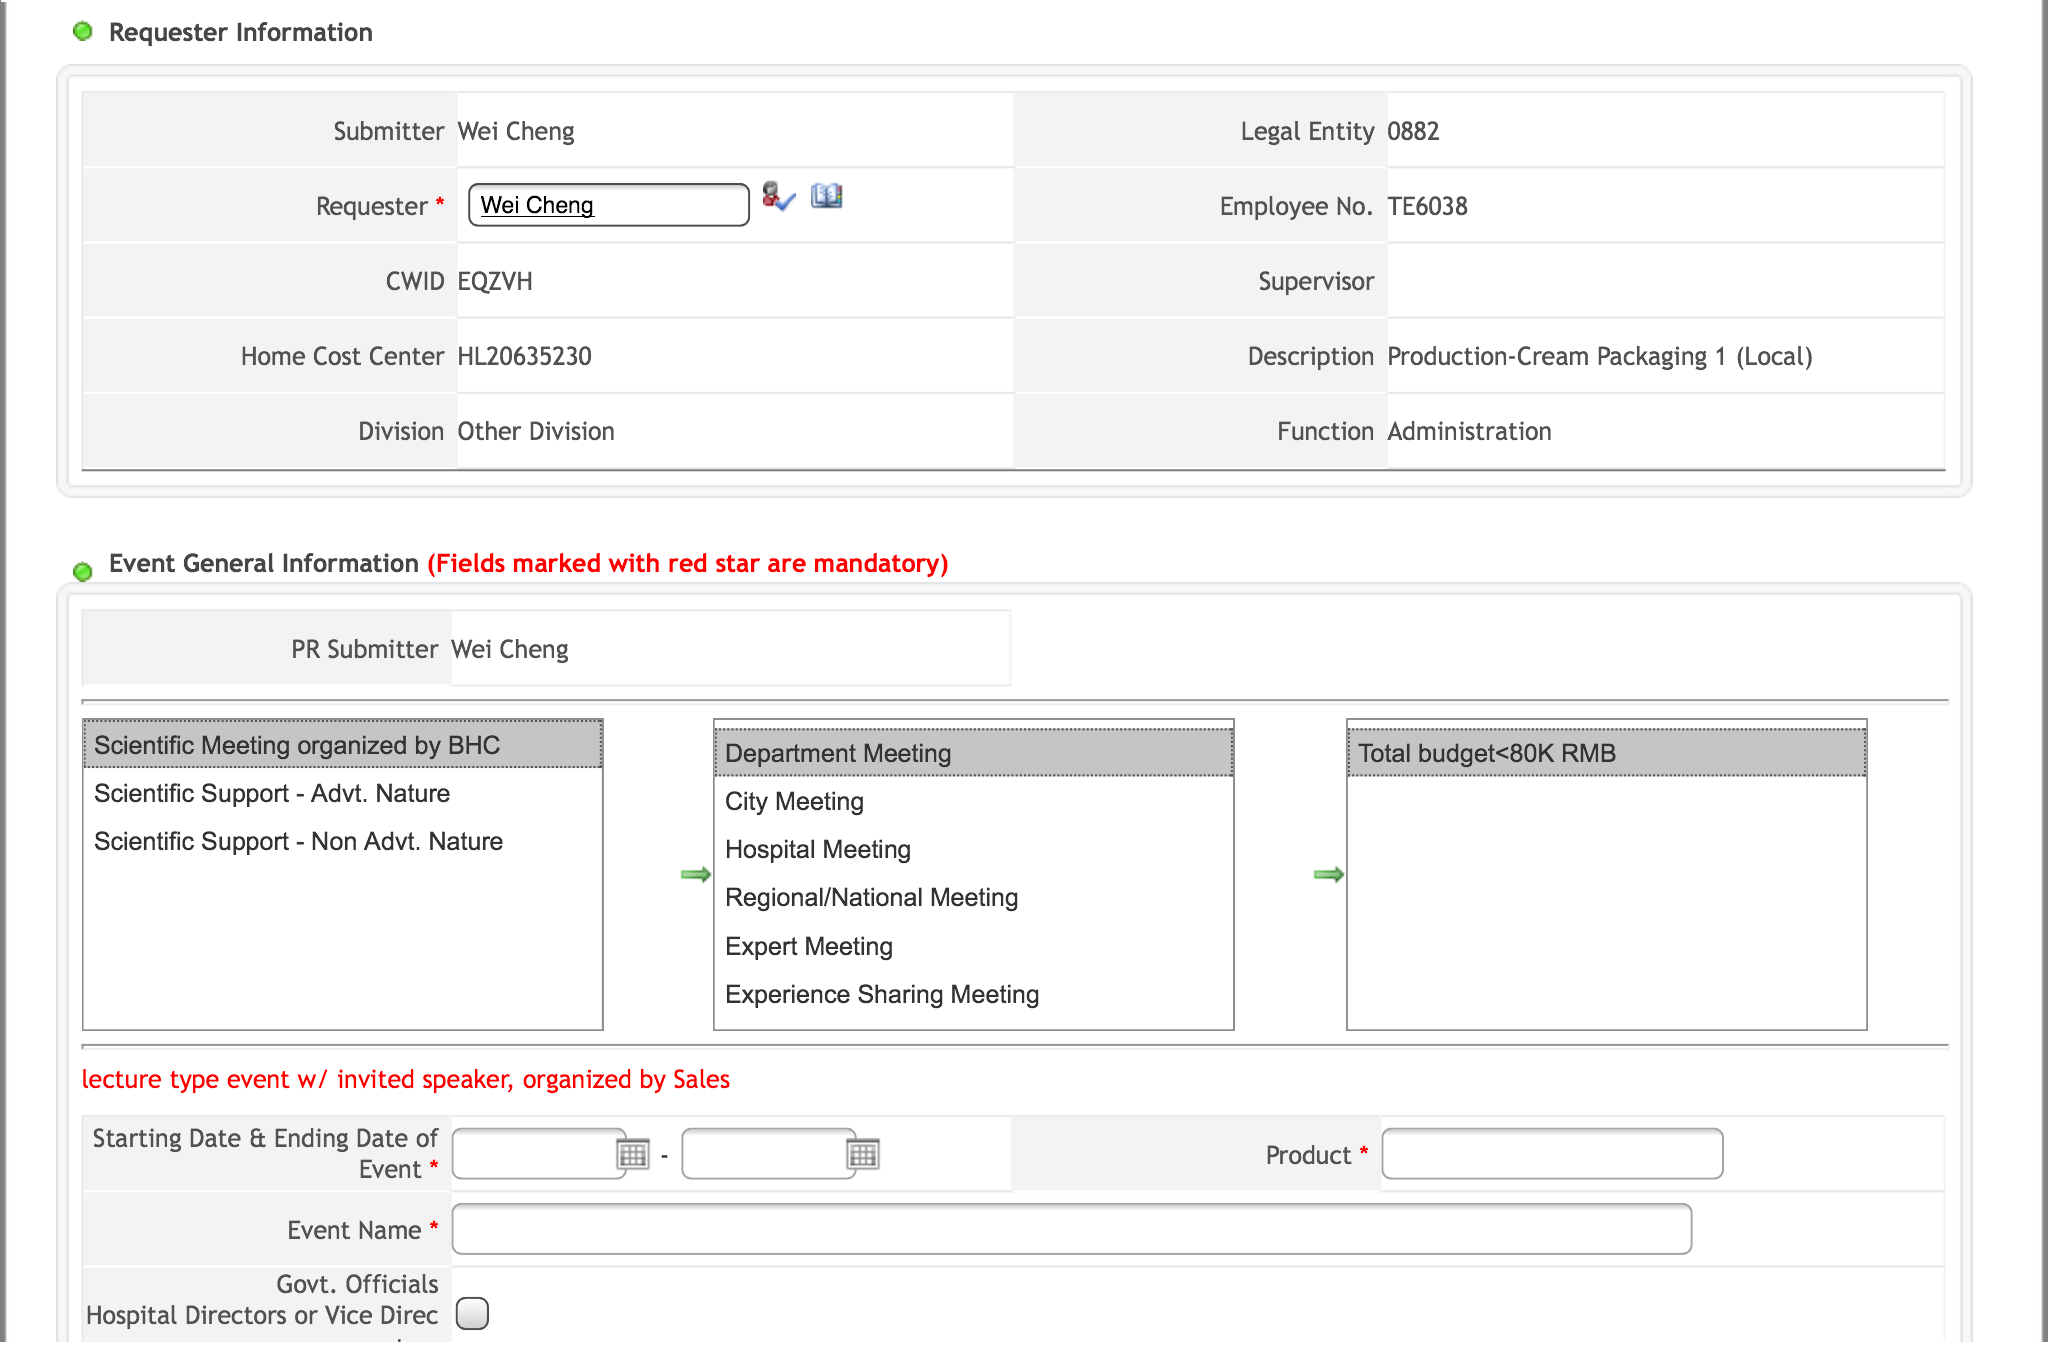 Requester Information
Submitter Wei Cheng Legal Entity 0882
Requester * Wei Cheng Employee No. TE6038
CWID EQZVH Supervisor
Home Cost Center HL20635230 Description Production-Cream Packaging 1 (Local)
Division Other Division Function Administration
Event General Information (Fields marked with red star are mandatory)
PR Submitter Wei Cheng
Scientific Meeting organized by BHC
Scientific Support - Advt. Nature
Scientific Support - Non Advt. Nature
Department Meeting
City Meeting
Hospital Meeting
Regional/National Meeting
Expert Meeting
Experience Sharing Meeting
Total budget<80K RMB
lecture type event w/ invited speaker, organized by Sales
Starting Date & Ending Date of
Event * - Product *
Event Name *
Govt. Officials
Hospital Directors or Vice Direc